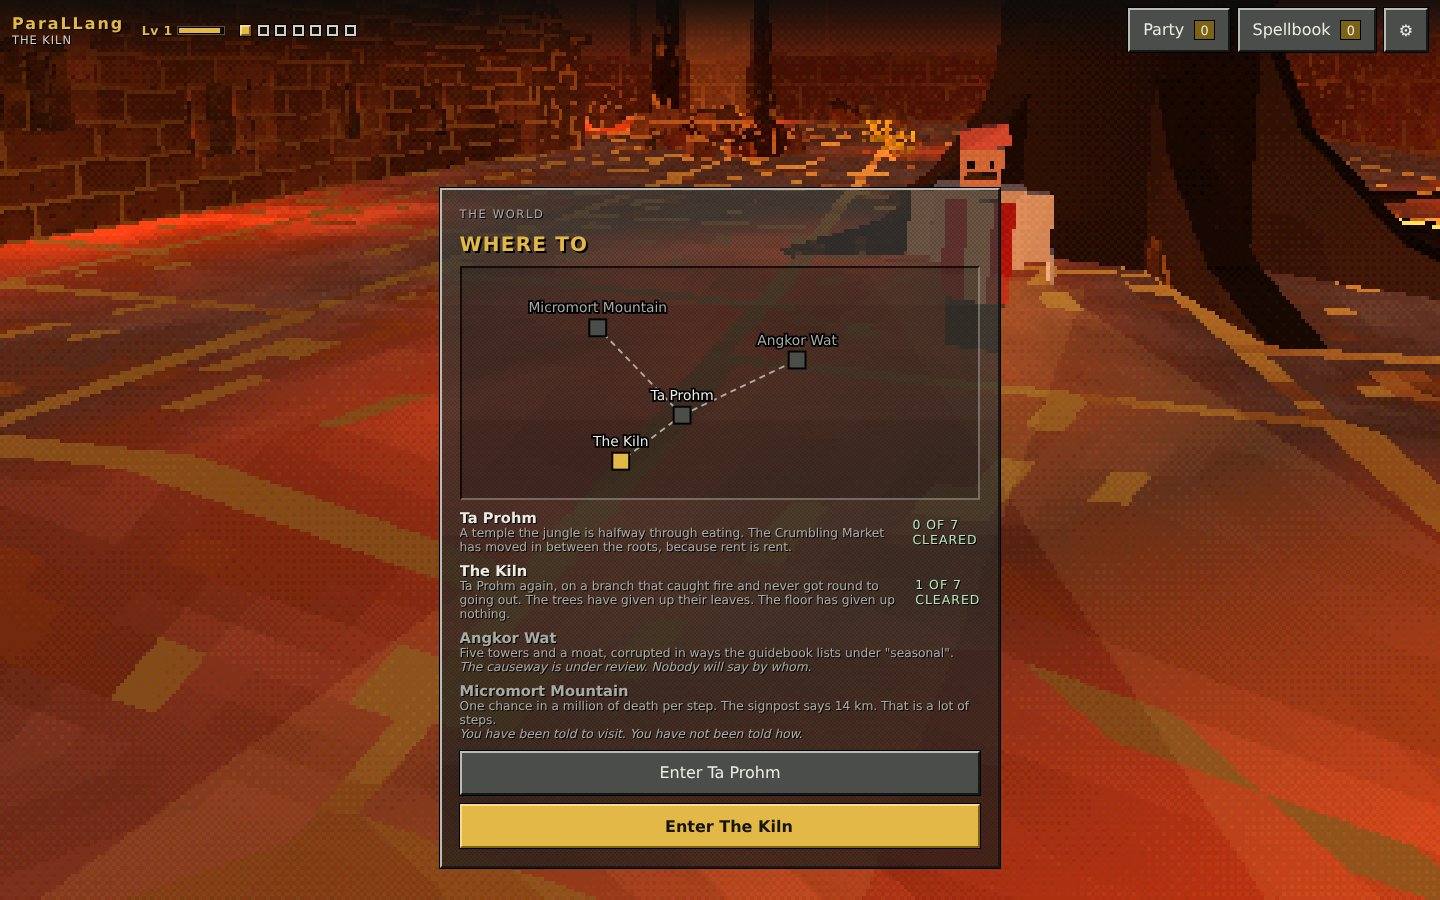 ParaLLang
THE KILN
Lv 1
Party 0
Spellbook 0
THE WORLD
WHERE TO
Micromort Mountain
Angkor Wat
Ta Prohm
The Kiln
Ta Prohm
A temple the jungle is halfway through eating. The Crumbling Market
has moved in between the roots, because rent is rent.
0 OF 7
CLEARED
The Kiln
Ta Prohm again, on a branch that caught fire and never got round to
going out. The trees have given up their leaves. The floor has given up
nothing.
1 OF 7
CLEARED
Angkor Wat
Five towers and a moat, corrupted in ways the guidebook lists under "seasonal".
The causeway is under review. Nobody will say by whom.
Micromort Mountain
One chance in a million of death per step. The signpost says 14 km. That is a lot of
steps.
You have been told to visit. You have not been told how.
Enter Ta Prohm
Enter The Kiln